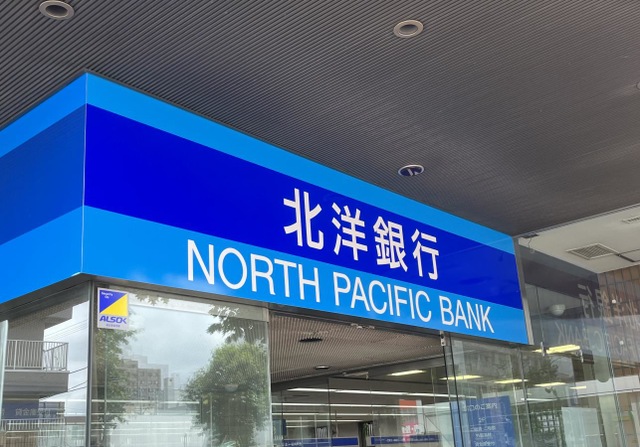 北洋銀行
NORTH PACIFIC BANK
ALSOK